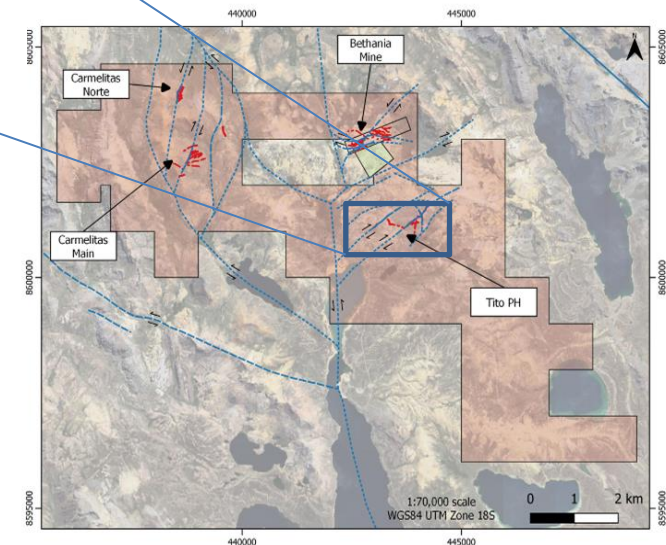 440000
445000
8605000
8605000
Bethania
Mine
N
Carmelitas
Norte
Carmelitas
Main
8600000
8600000
Tito PH
1:70,000 scale
WGS84 UTM Zone 18S
0 1 2 km
8595000
8595000
440000
445000